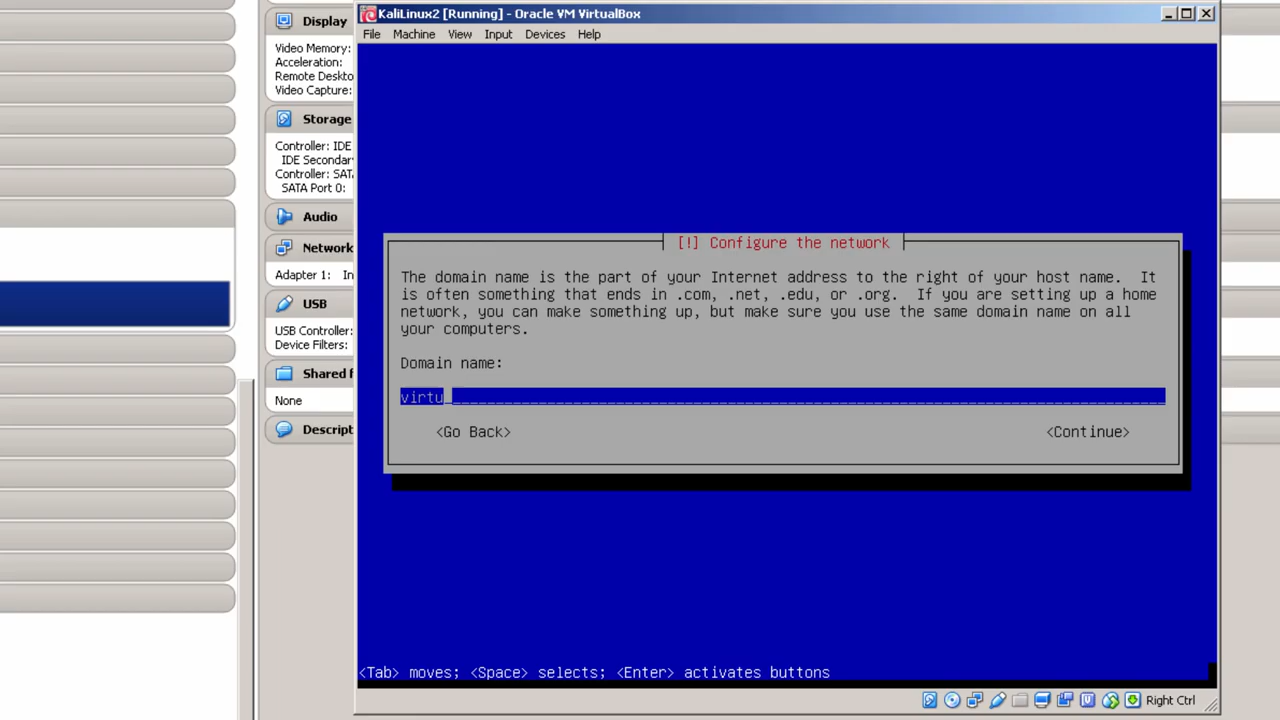 Display
Video Memory:
Acceleration:
Remote Deskto
Video Capture:
Storage
Controller: IDE
IDE Secondar
Controller: SATA
SATA Port 0:
Audio
Network
Adapter 1: In
USB
USB Controller:
Device Filters:
Shared f
None
Descript
KaliLinux2 [Running] - Oracle VM VirtualBox
File Machine View Input Devices Help
[!] Configure the network
The domain name is the part of your Internet address to the right of your host name. It
is often something that ends in .com, .net, .edu, or .org. If you are setting up a home
network, you can make something up, but make sure you use the same domain name on all
your computers.
Domain name:
virtu
<Go Back> <Continue>
<Tab> moves; <Space> selects; <Enter> activates buttons
Right Ctrl